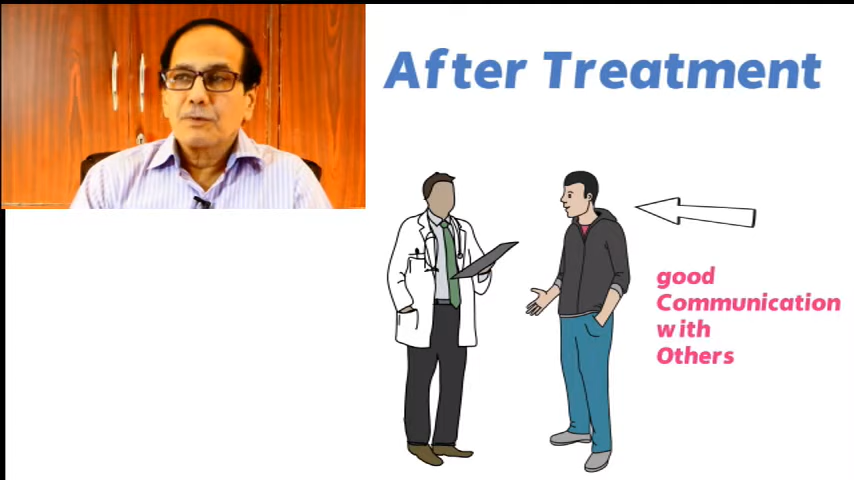 After Treatment
good
Communication
with
Others